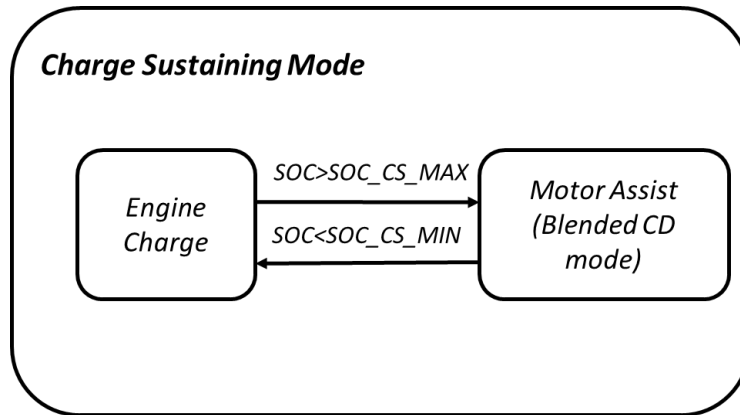 Charge Sustaining Mode
Engine
Charge
SOC>SOC_CS_MAX
SOC<SOC_CS_MIN
Motor Assist
(Blended CD
mode)